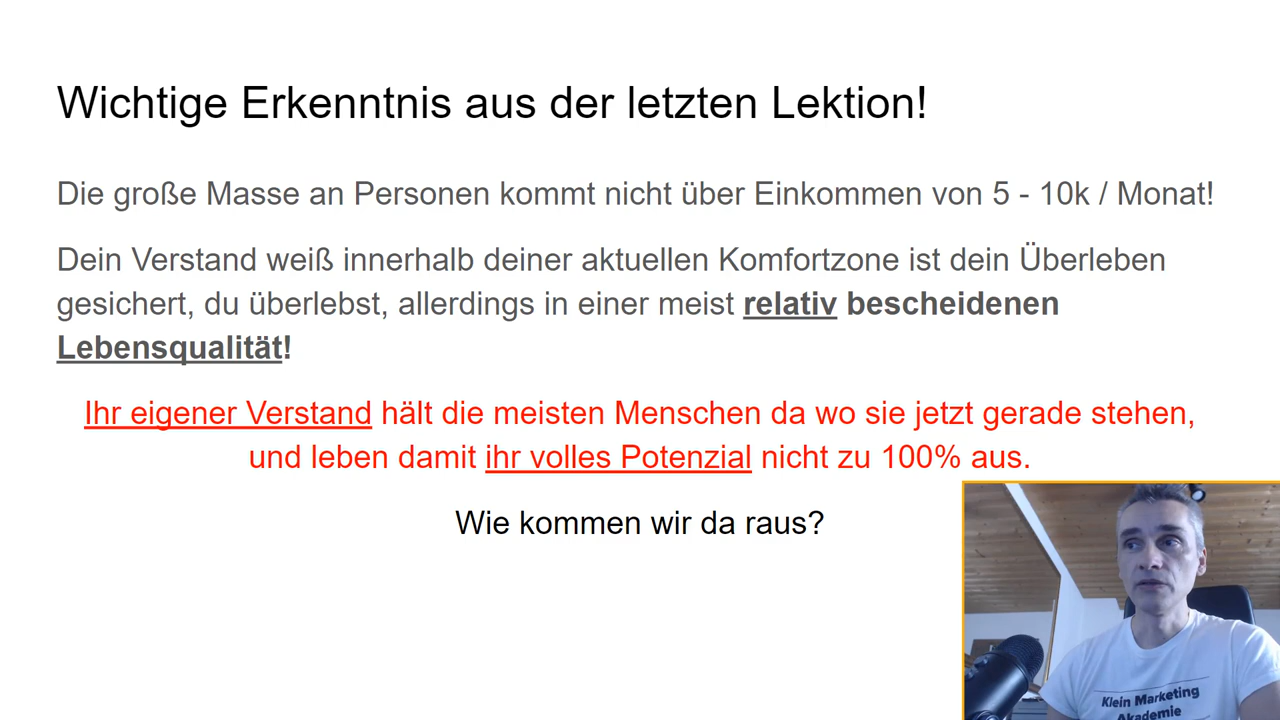 Wichtige Erkenntnis aus der letzten Lektion!
Die große Masse an Personen kommt nicht über Einkommen von 5 - 10k / Monat!
Dein Verstand weiß innerhalb deiner aktuellen Komfortzone ist dein Überleben
gesichert, du überlebst, allerdings in einer meist relativ bescheidenen
Lebensqualität!
Ihr eigener Verstand hält die meisten Menschen da wo sie jetzt gerade stehen,
und leben damit ihr volles Potenzial nicht zu 100% aus.
Wie kommen wir da raus?
Klein Marketing
Akademie